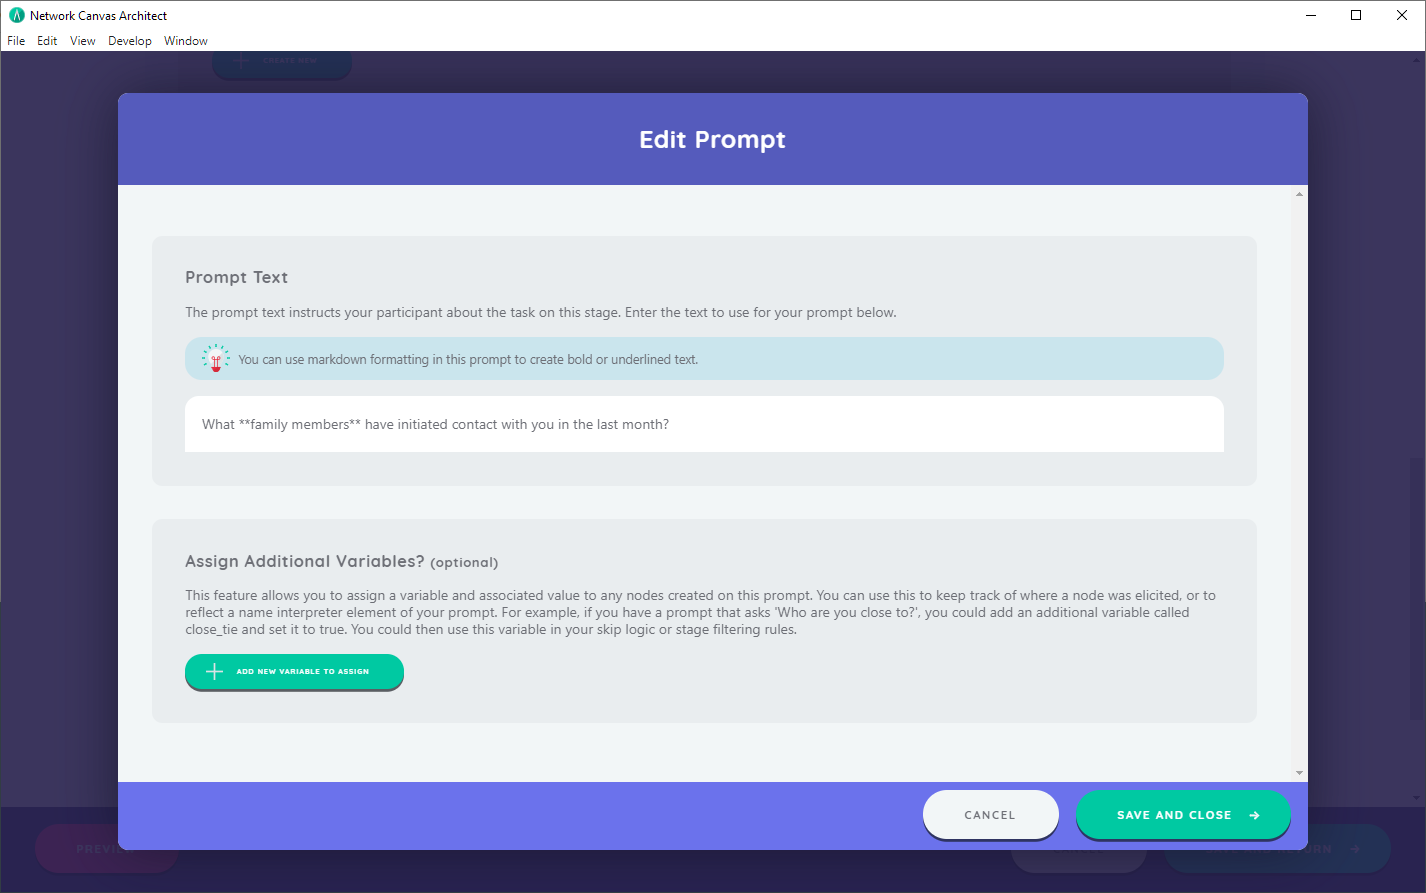 Network Canvas Architect
File Edit View Develop Window
CREATE NEW
Edit Prompt
Prompt Text
The prompt text instructs your participant about the task on this stage. Enter the text to use for your prompt below.
You can use markdown formatting in this prompt to create bold or underlined text.
What **family members** have initiated contact with you in the last month?
Assign Additional Variables? (optional)
This feature allows you to assign a variable and associated value to any nodes created on this prompt. You can use this to keep track of where a node was elicited, or to
reflect a name interpreter element of your prompt. For example, if you have a prompt that asks 'Who are you close to?', you could add an additional variable called
close_tie and set it to true. You could then use this variable in your skip logic or stage filtering rules.
ADD NEW VARIABLE TO ASSIGN
CANCEL
SAVE AND CLOSE